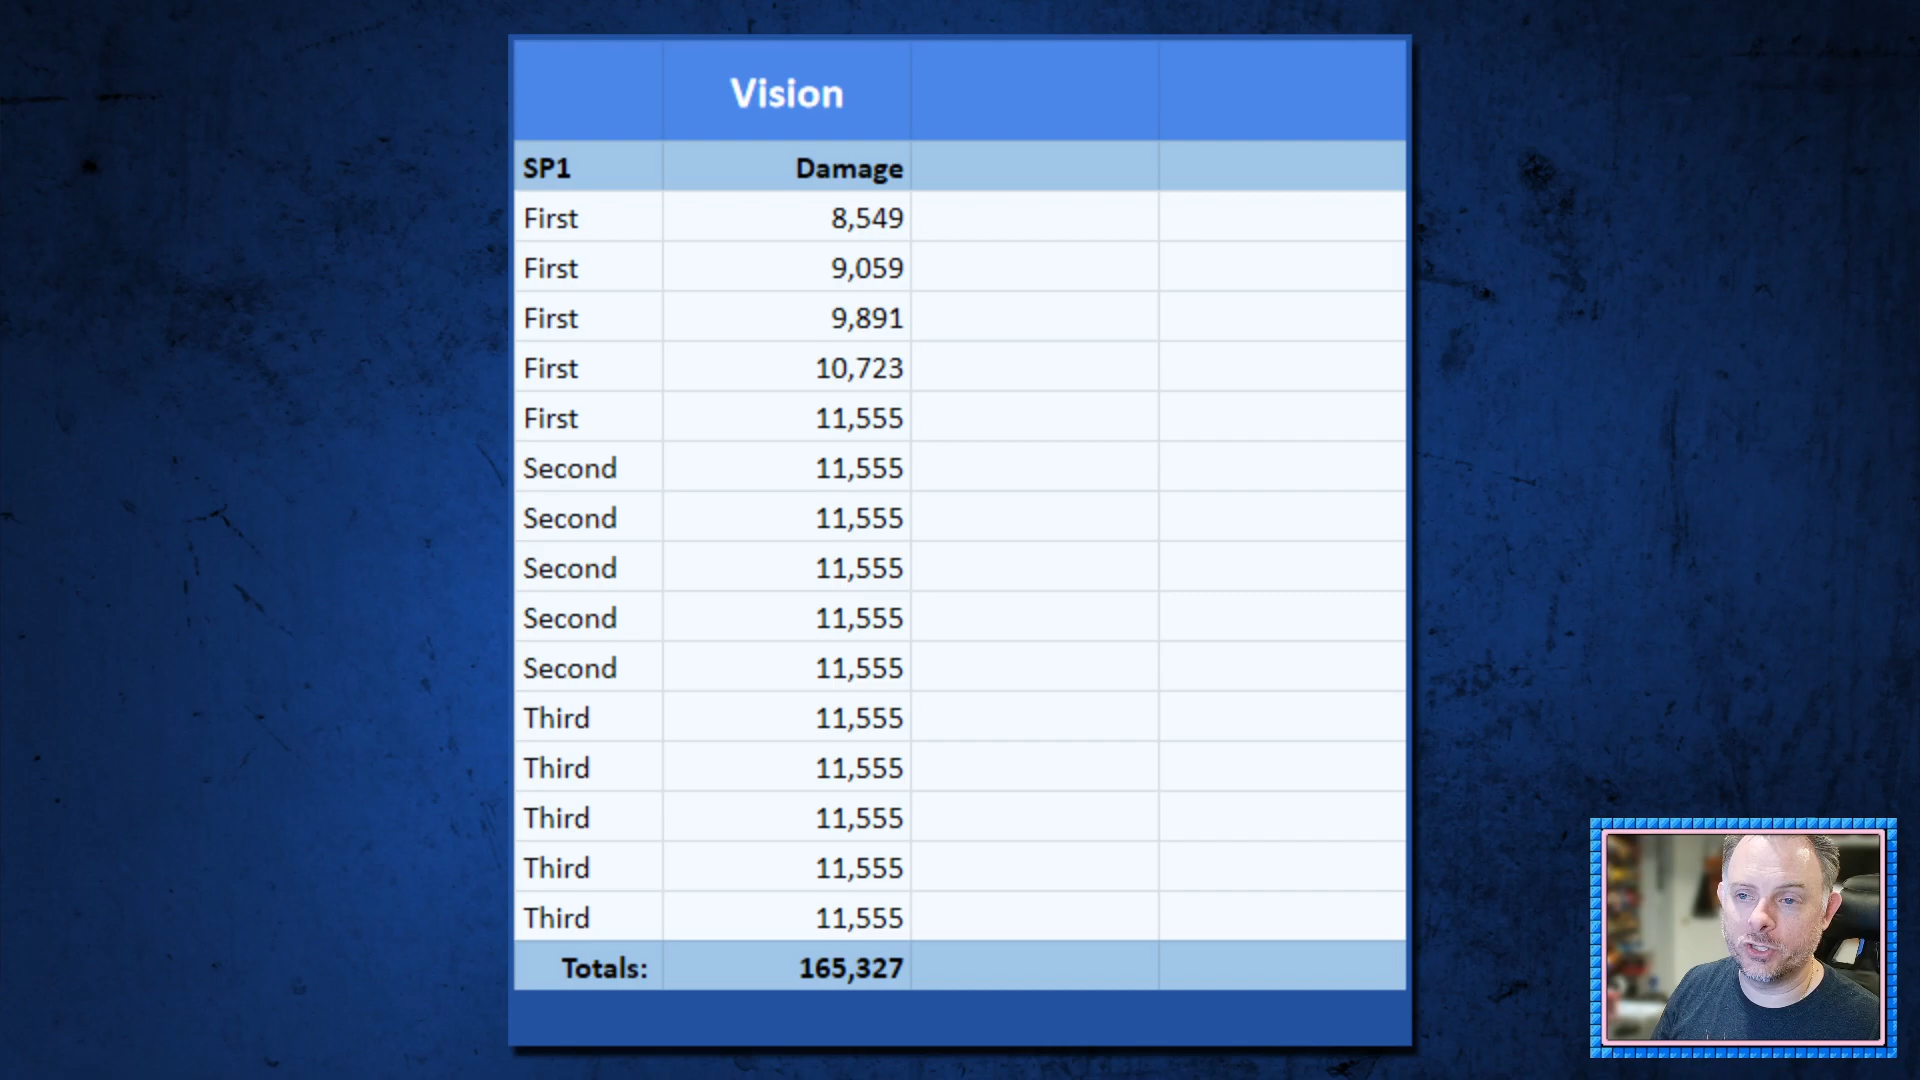 Vision
SP1 Damage
First 8,549
First 9,059
First 9,891
First 10,723
First 11,555
Second 11,555
Second 11,555
Second 11,555
Second 11,555
Second 11,555
Third 11,555
Third 11,555
Third 11,555
Third 11,555
Third 11,555
Totals: 165,327